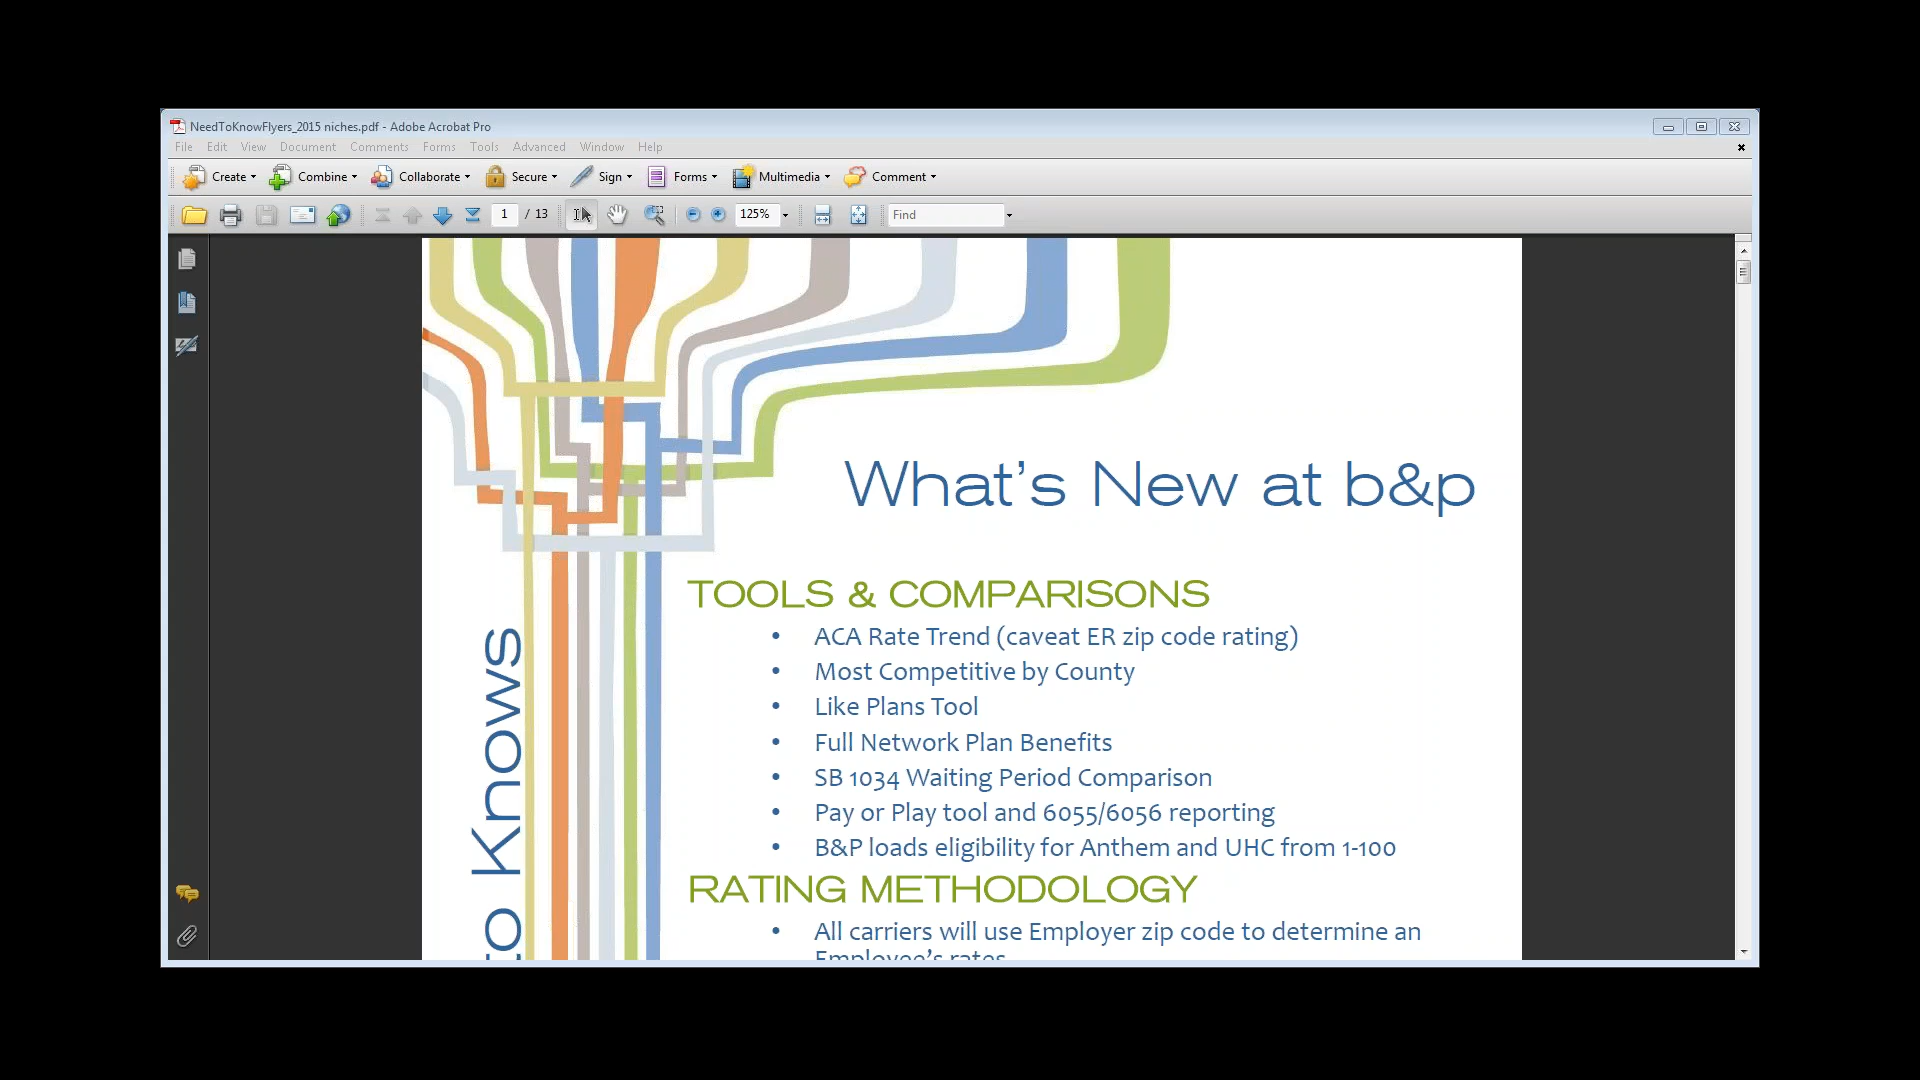 NeedToKnowFlyers_2015 niches.pdf - Adobe Acrobat Pro
File Edit View Document Comments Forms Tools Advanced Window Help
Create Combine Collaborate Secure Sign Forms Multimedia Comment
1 / 13 125% Find
What's New at b&p
TOOLS & COMPARISONS
• ACA Rate Trend (caveat ER zip code rating)
• Most Competitive by County
• Like Plans Tool
• Full Network Plan Benefits
• SB 1034 Waiting Period Comparison
• Pay or Play tool and 6055/6056 reporting
• B&P loads eligibility for Anthem and UHC from 1-100
RATING METHODOLOGY
• All carriers will use Employer zip code to determine an
Employee's rates
to Knows